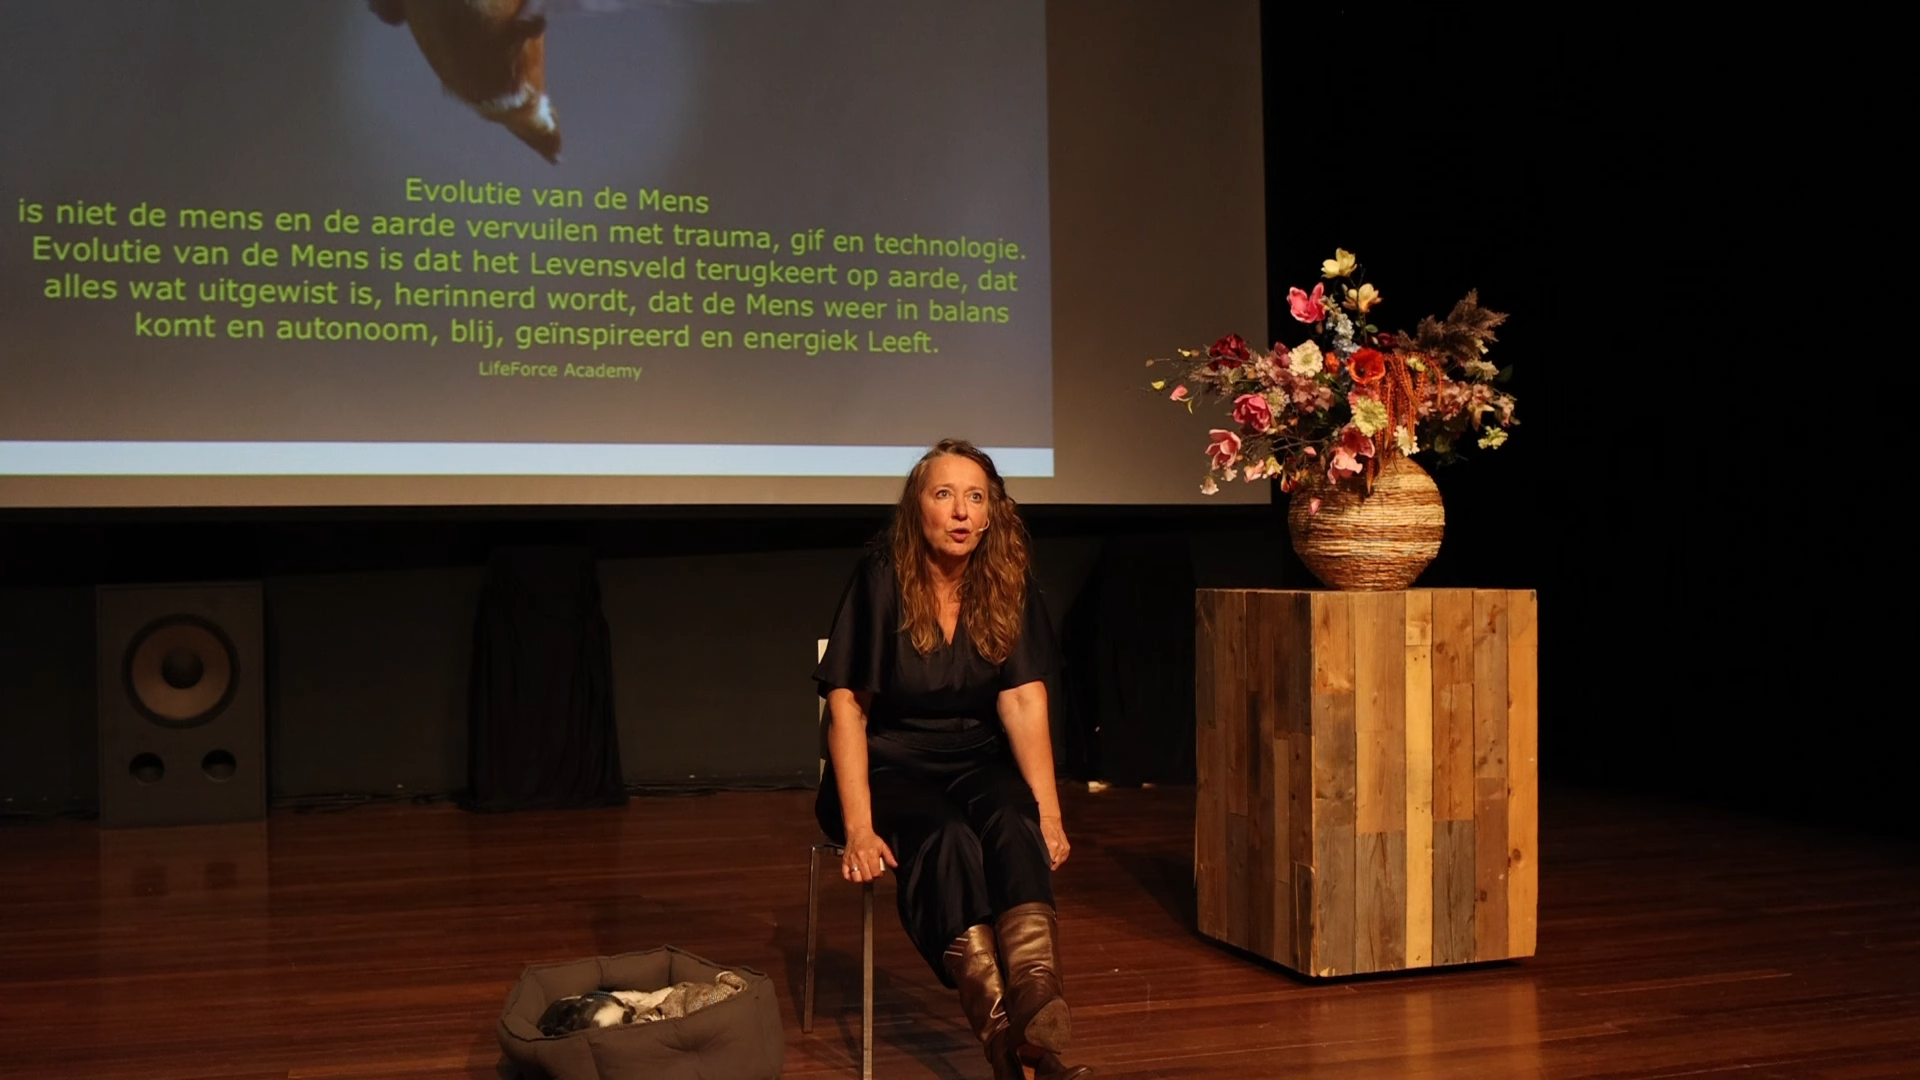 Evolutie van de Mens
is niet de mens en de aarde vervuilen met trauma, gif en technologie.
Evolutie van de Mens is dat het Levensveld terugkeert op aarde, dat
alles wat uitgewist is, herinnerd wordt, dat de Mens weer in balans
komt en autonoom, blij, geïnspireerd en energiek Leeft.
LifeForce Academy